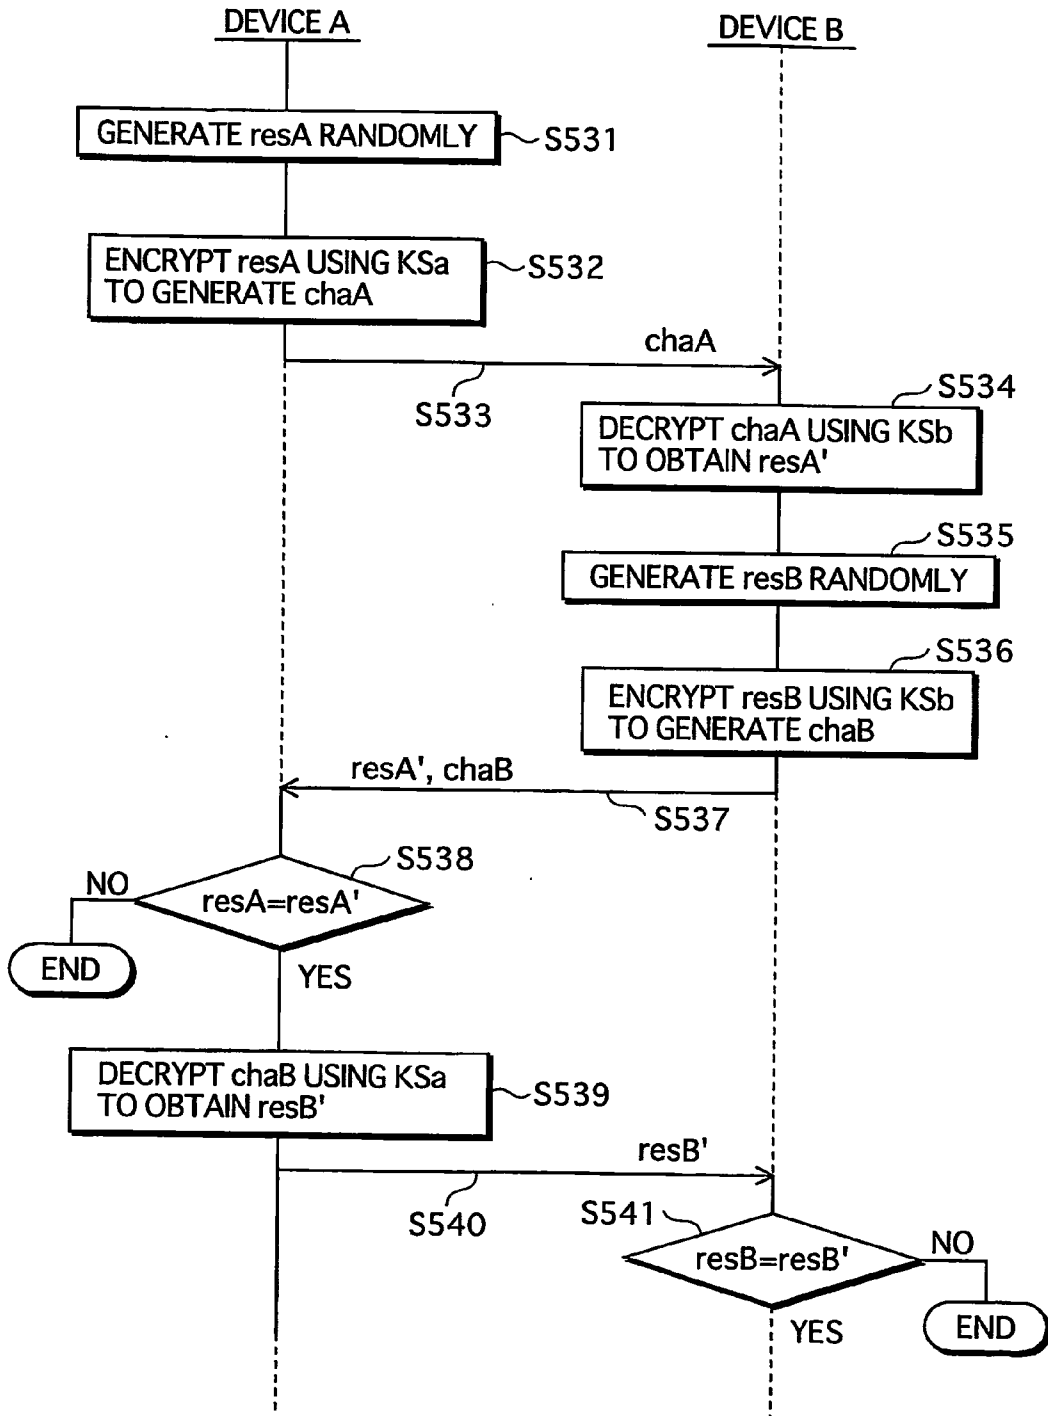 DEVICE A
DEVICE B
GENERATE resA RANDOMLY
S531
ENCRYPT resA USING KSa
TO GENERATE chaA
S532
chaA
S533
S534
DECRYPT chaA USING KSb
TO OBTAIN resA'
S535
GENERATE resB RANDOMLY
S536
ENCRYPT resB USING KSb
TO GENERATE chaB
resA', chaB
S537
S538
NO
resA=resA'
END
YES
DECRYPT chaB USING KSa
TO OBTAIN resB'
S539
resB'
S540
S541
resB=resB'
NO
YES
END